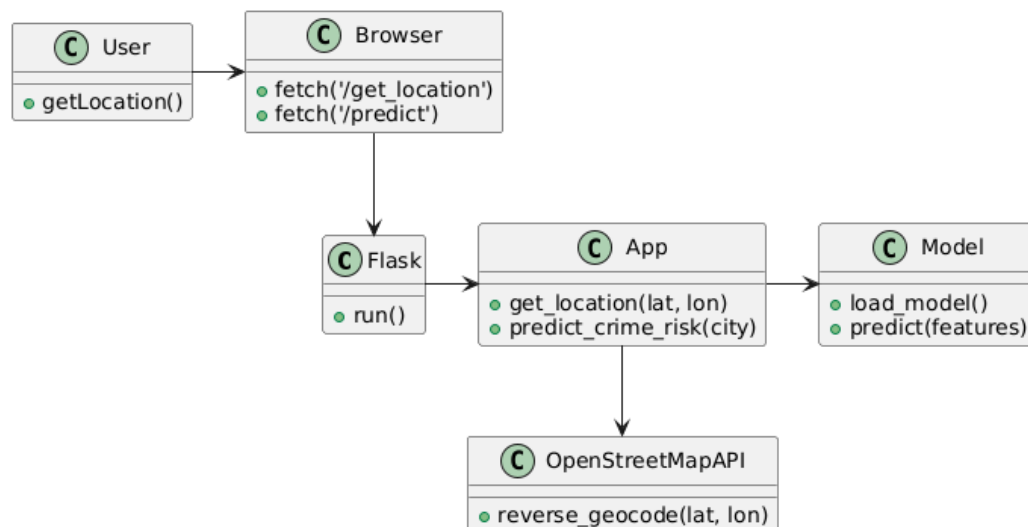 C User
getLocation()
C Browser
fetch('/get_location')
fetch('/predict')
C Flask
run()
C App
get_location(lat, lon)
predict_crime_risk(city)
C Model
load_model()
predict(features)
C OpenStreetMapAPI
reverse_geocode(lat, lon)